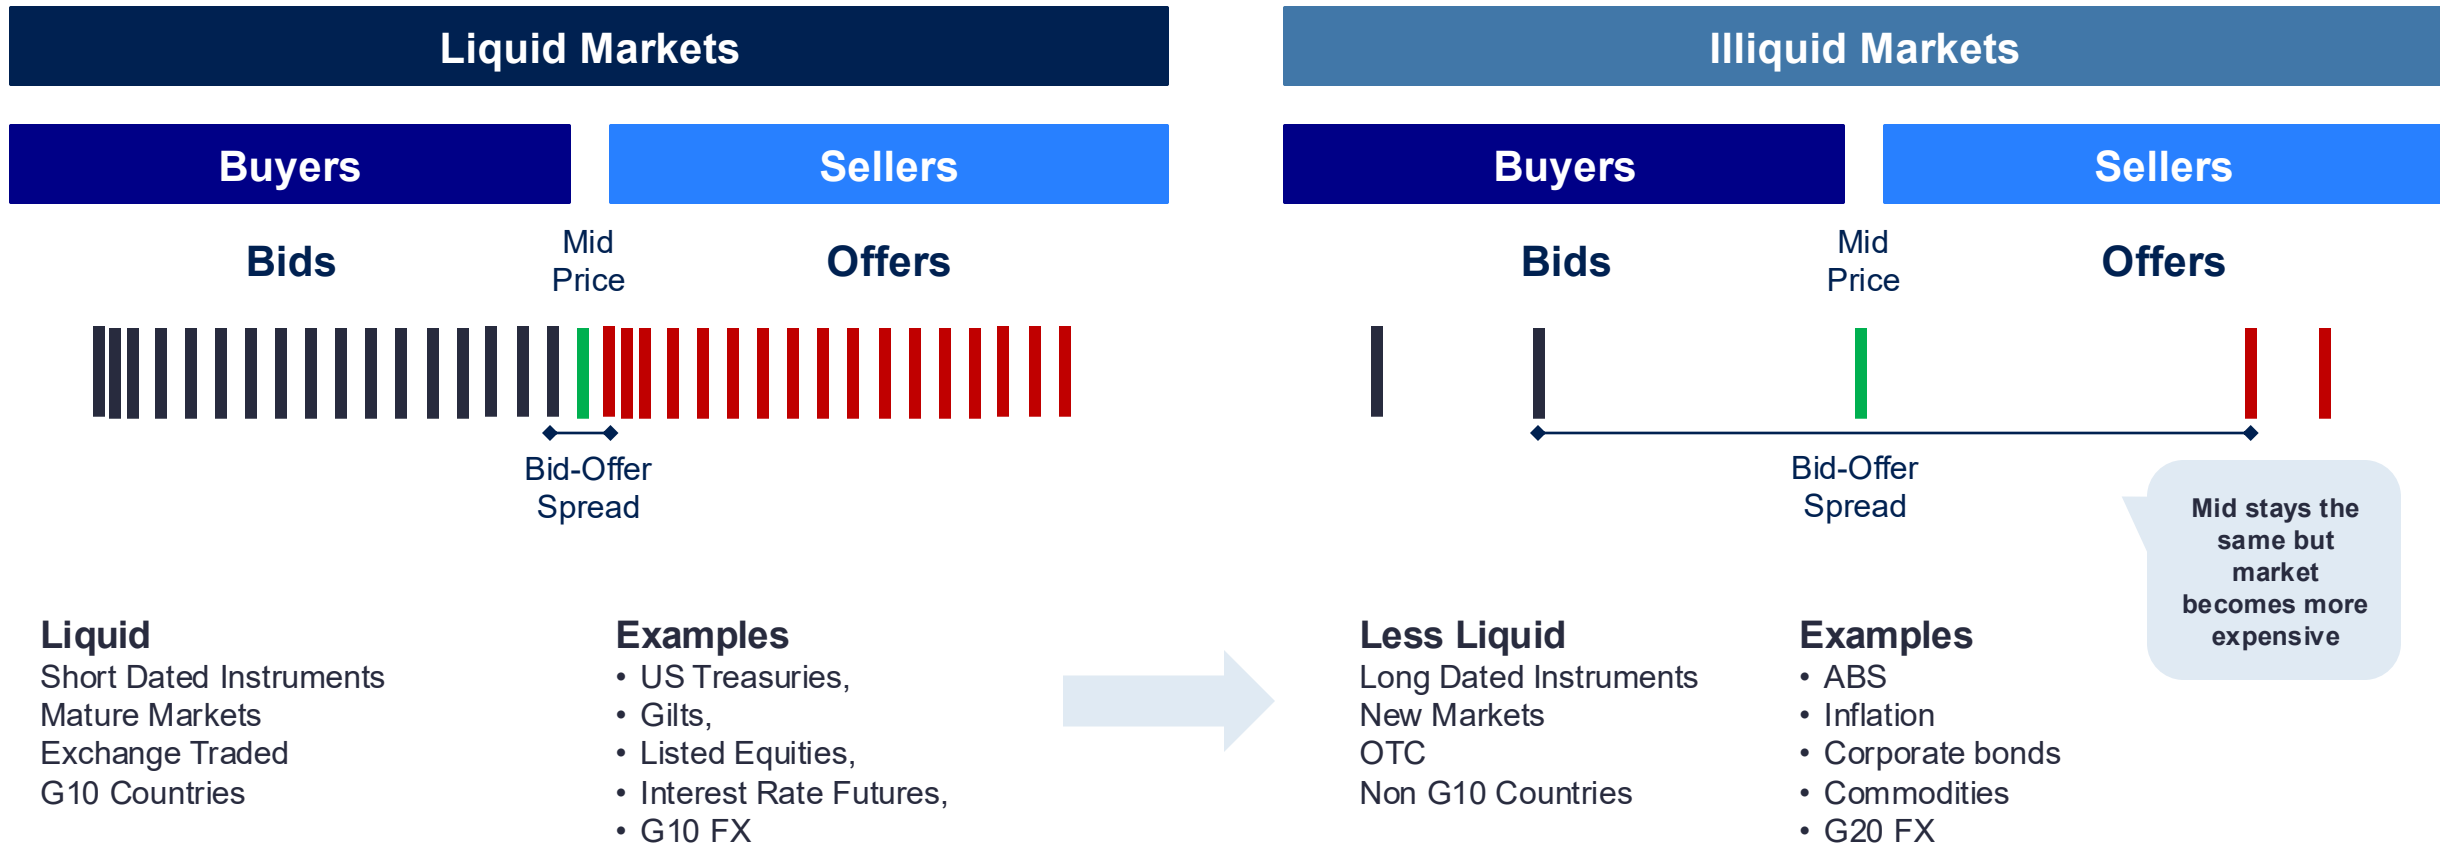 Liquid Markets
Buyers
Sellers
Bids
Mid
Price
Offers
Bid-Offer
Spread
Liquid
Short Dated Instruments
Mature Markets
Exchange Traded
G10 Countries
Examples
• US Treasuries,
• Gilts,
• Listed Equities,
• Interest Rate Futures,
• G10 FX
Illiquid Markets
Buyers
Sellers
Bids
Mid
Price
Offers
Bid-Offer
Spread
Mid stays the
same but
market
becomes more
expensive
Less Liquid
Long Dated Instruments
New Markets
OTC
Non G10 Countries
Examples
• ABS
• Inflation
• Corporate bonds
• Commodities
• G20 FX